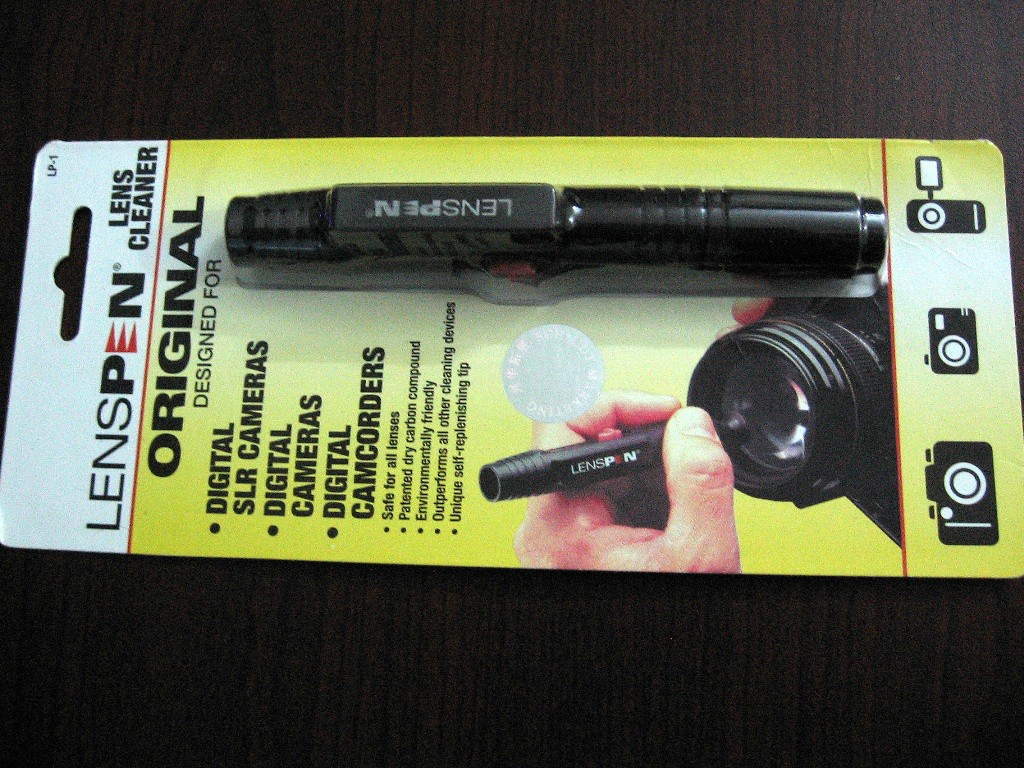 LP-1
LENSPEN® LENS
CLEANER
ORIGINAL
DESIGNED FOR
• DIGITAL
SLR CAMERAS
• DIGITAL
CAMERAS
• DIGITAL
CAMCORDERS
• Safe for all lenses
• Patented dry carbon compound
• Environmentally friendly
• Outperforms all other cleaning devices
• Unique self-replenishing tip
LENSPEN®
LENSPEN®